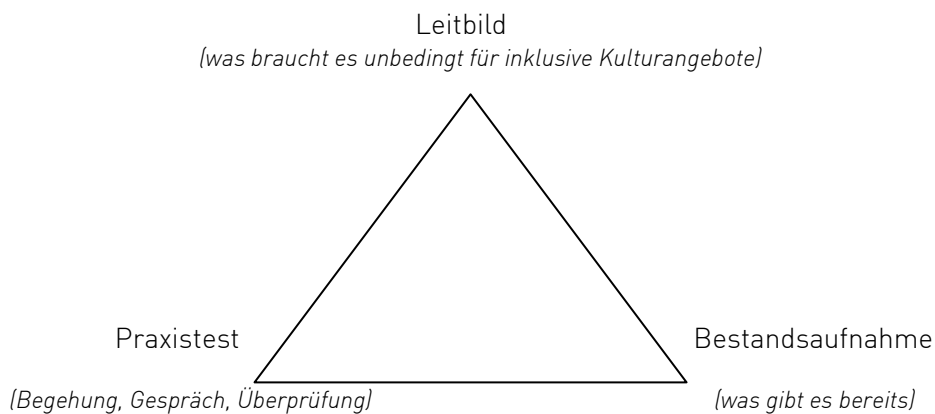 Leitbild
(was braucht es unbedingt für inklusive Kulturangebote)
Praxistest
Bestandsaufnahme
(Begehung, Gespräch, Überprüfung)
(was gibt es bereits)